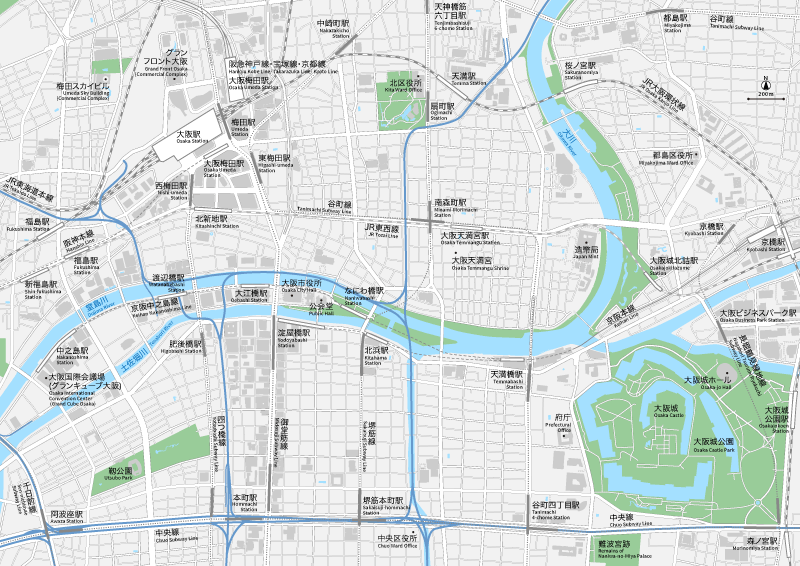 中崎町駅
Nakazakicho
Station
天神橋筋
六丁目駅
Tenjimbashisuji
6-chome Station
都島駅
Miyakojima
Station
谷町線
Tanimachi Subway Line
グラン
フロント大阪
Grand Front Osaka
(Commercial Complex)
阪急神戸線・宝塚線・京都線
Hankyu Kobe Line・Takarazuka Line・Kyoto Line
大阪梅田駅
Osaka-Umeda Station
北区役所
Kita Ward Office
天満駅
Temma Station
桜ノ宮駅
Sakuranomiya
Station
梅田スカイビル
Umeda Sky Building
(Commercial Complex)
N
200m
JR大阪環状線
JR Osaka Loop Line
扇町駅
Ogimachi
Station
梅田駅
Umeda
Station
大阪駅
Osaka Station
大川
Okawa River
大阪梅田駅
Osaka-Umeda
Station
東梅田駅
Higashi-umeda
Station
都島区役所
Miyakojima Ward Office
西梅田駅
Nishi-umeda
Station
JR東海道本線
谷町線
Tanimachi Subway Line
南森町駅
Minami-morimachi
Station
福島駅
Fukushima Station
北新地駅
Kitashinchi Station
JR東西線
JR Tozai Line
阪神本線
Hanshin Line
大阪天満宮駅
Osaka Temmangu Station
造幣局
Japan Mint
京橋駅
Kyobashi Station
京橋駅
Kyobashi
Station
福島駅
Fukushima
Station
大阪天満宮
Osaka Temmangu Shrine
大阪城北詰駅
新福島駅
Shin-fukushima
Station
渡辺橋駅
Watanabebashi
Station
大阪市役所
Osaka City Hall
なにわ橋駅
Naniwabashi
Station
大江橋駅
Oebashi Station
堂島川
Dojima River
京阪中之島線
Keihan Nakanoshima Line
公会堂
Public Hall
京阪本線
Keihan Line
大阪ビジネスパーク駅
Osaka Business Park Station
淀屋橋駅
Yodoyabashi
Station
土佐堀川
Tosabori River
肥後橋駅
Higobashi Station
中之島駅
Nakanoshima
Station
北浜駅
Kitahama
Station
長堀鶴見緑地線
天満橋駅
Temmabashi
Station
大阪国際会議場
(グランキューブ大阪)
Osaka International
Convention Center
(Grand Cube Osaka)
大阪城ホール
Osaka-jo Hall
大阪城
Osaka Castle
大阪城
公園駅
Osakajokoen
Station
四つ橋線
Yotsubashi Subway Line
御堂筋線
Midosuji Subway Line
堺筋線
Sakaisuji Subway Line
府庁
Prefectural
Office
大阪城公園
Osaka Castle Park
靭公園
Utsubo Park
千日前線
本町駅
Hommachi
Station
堺筋本町駅
Sakaisuji-hommachi
Station
谷町四丁目駅
Tanimachi
4-chome Station
阿波座駅
Awaza Station
中央線
Chuo Subway Line
中央線
Chuo Subway Line
中央区役所
Chuo Ward Office
難波宮跡
Remains of
Naniwa-no-Miya Palace
森ノ宮駅
Morinomiya Station